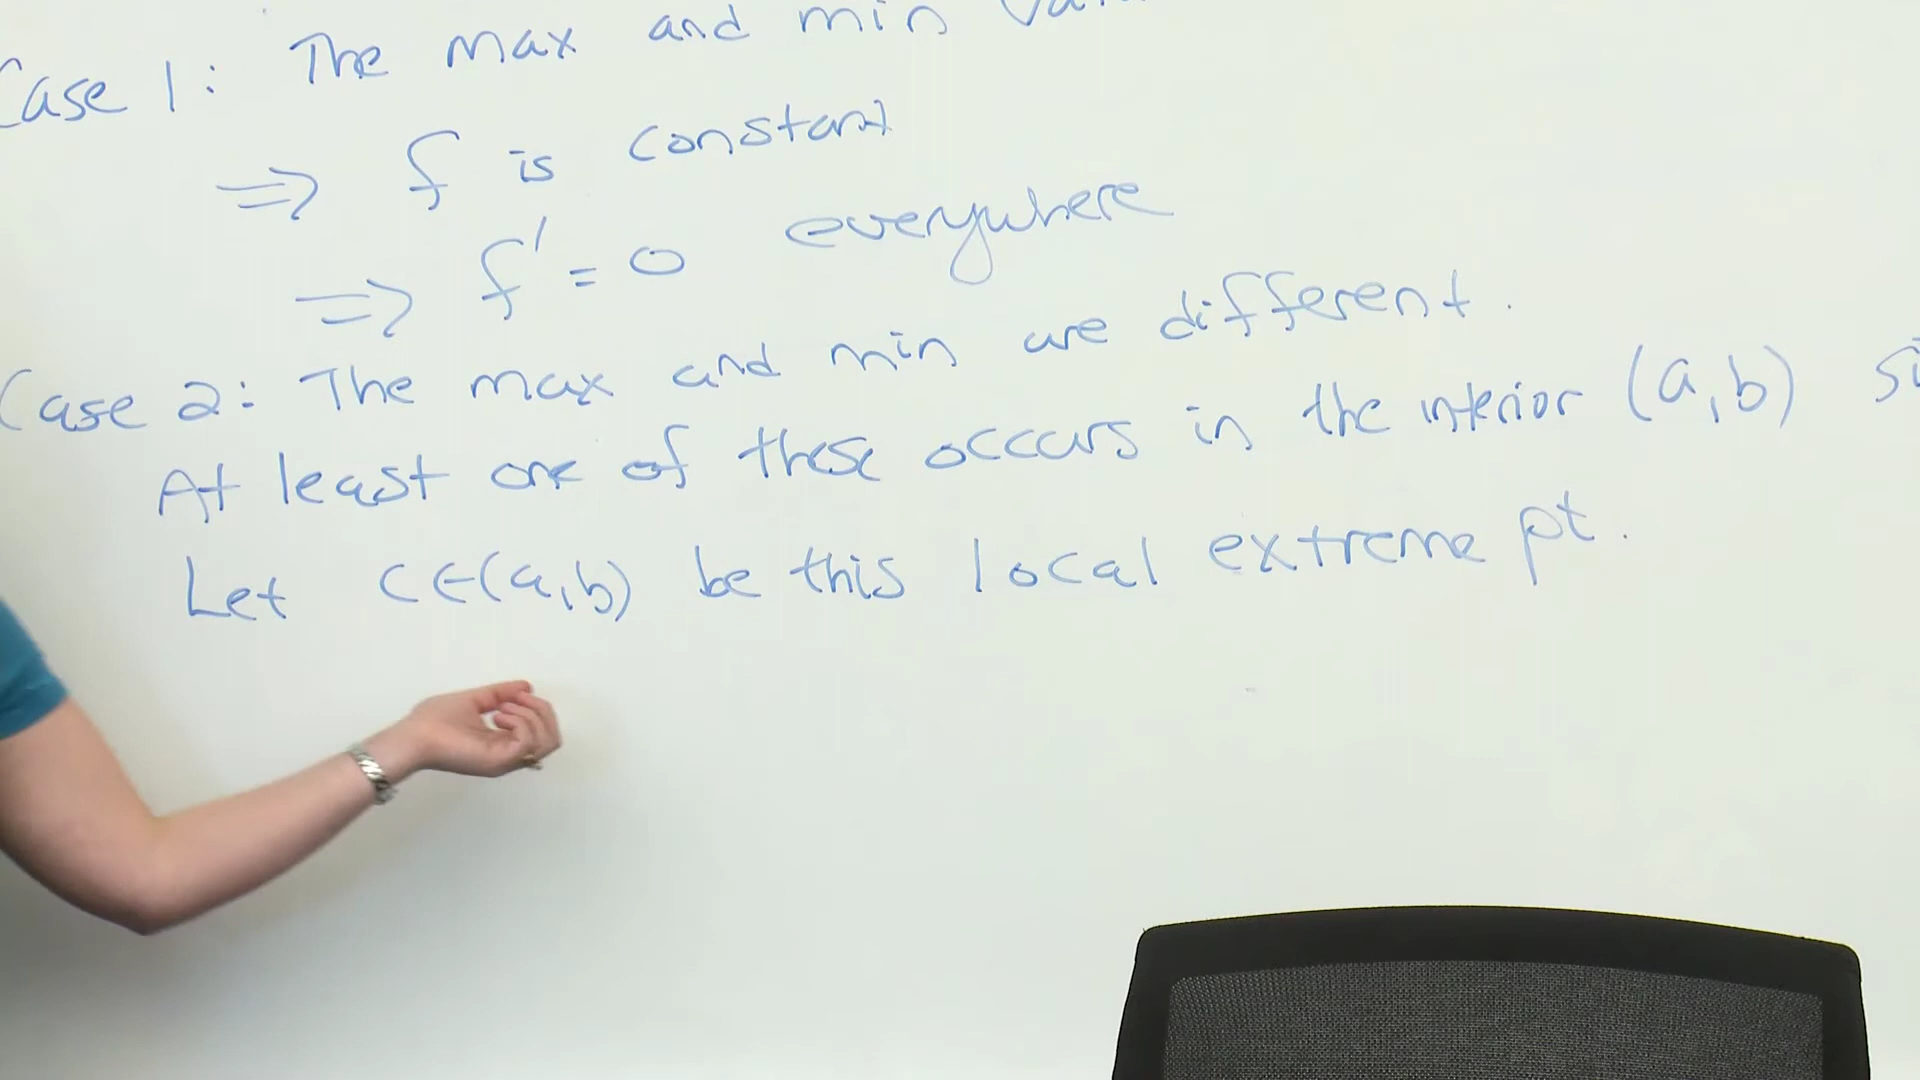 Case 1: The max and min
⇒ f is constant
⇒ f' = 0 everywhere
Case 2: The max and min are different.
At least one of these occurs in the interior (a,b)
Let c∈(a,b) be this local extreme pt.